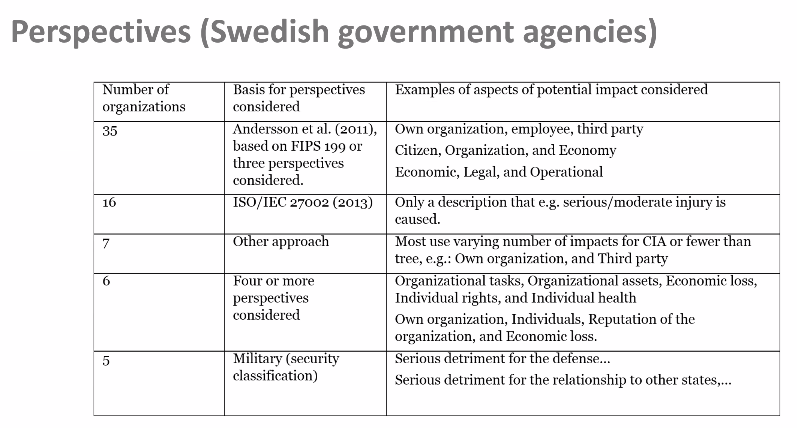 Perspectives (Swedish government agencies)
Number of organizations
Basis for perspectives considered
Examples of aspects of potential impact considered
35
Andersson et al. (2011),
based on FIPS 199 or
three perspectives
considered.
Own organization, employee, third party
Citizen, Organization, and Economy
Economic, Legal, and Operational
16
ISO/IEC 27002 (2013)
Only a description that e.g. serious/moderate injury is
caused.
7
Other approach
Most use varying number of impacts for CIA or fewer than
tree, e.g.: Own organization, and Third party
6
Four or more
perspectives
considered
Organizational tasks, Organizational assets, Economic loss,
Individual rights, and Individual health
Own organization, Individuals, Reputation of the
organization, and Economic loss.
5
Military (security
classification)
Serious detriment for the defense...
Serious detriment for the relationship to other states,...